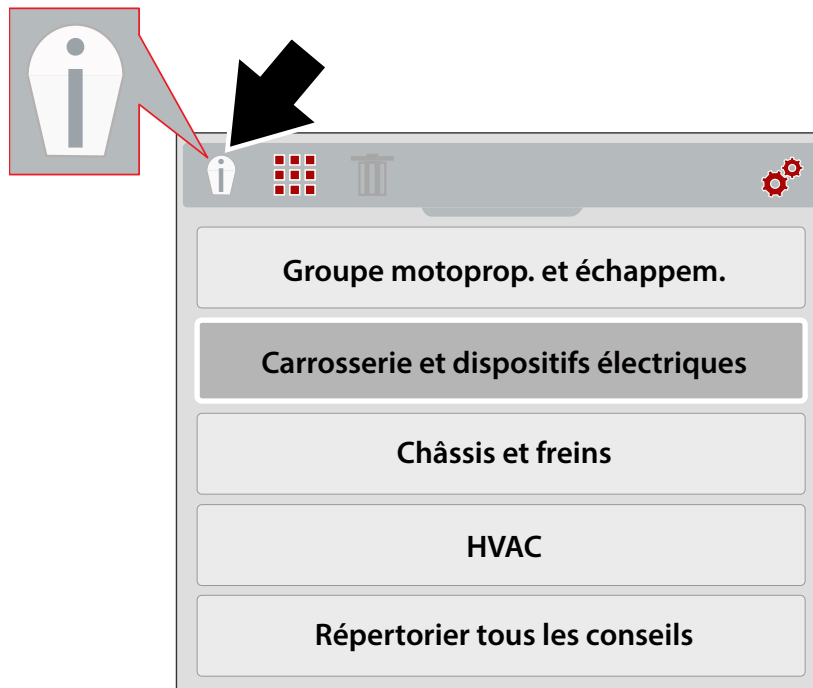 Groupe motoprop. et échappem.
Carrosserie et dispositifs électriques
Châssis et freins
HVAC
Répertorier tous les conseils